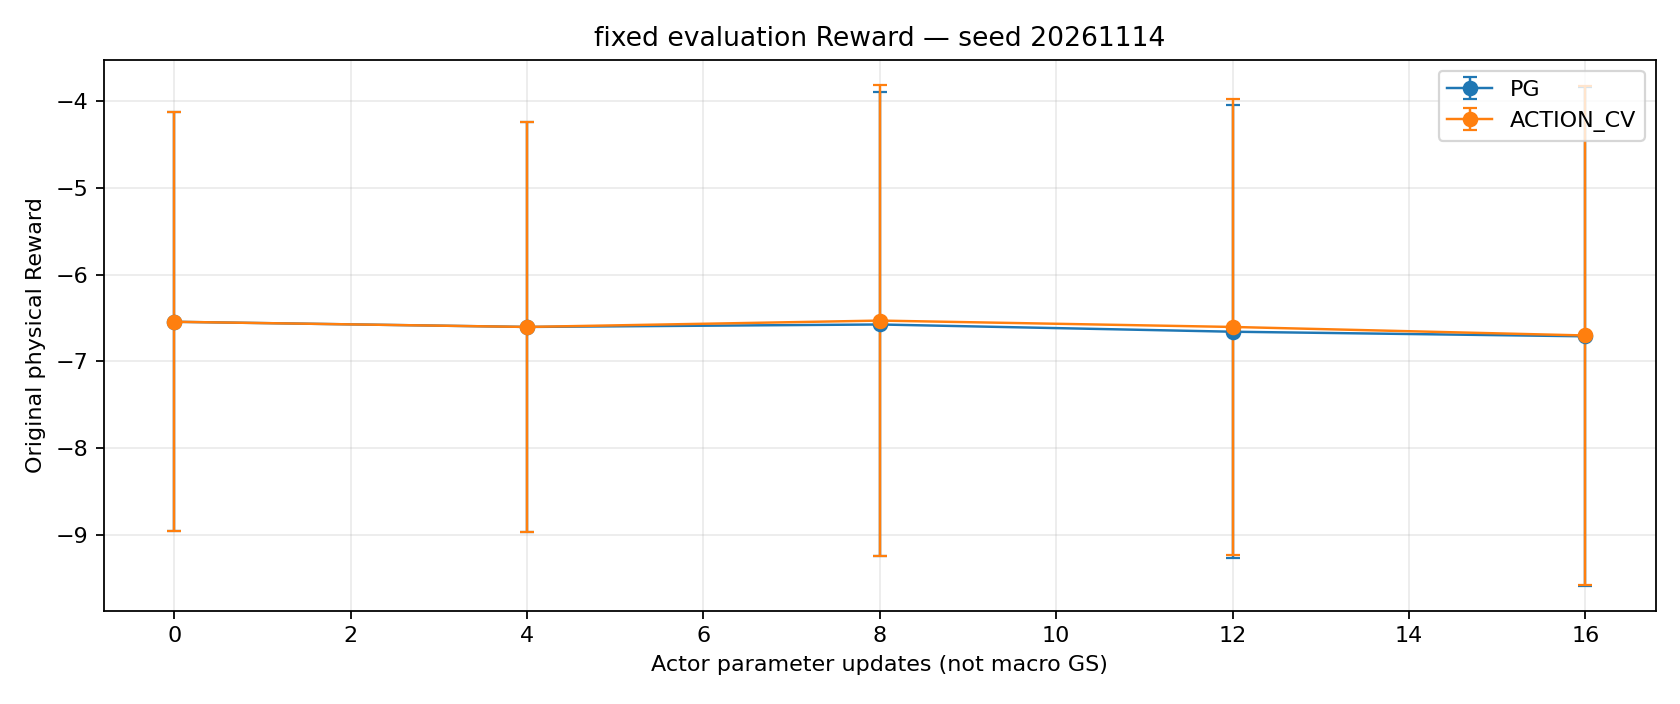 fixed evaluation Reward — seed 20261114
PG
ACTION_CV
Original physical Reward
−4
−5
−6
−7
−8
−9
0 2 4 6 8 10 12 14 16
Actor parameter updates (not macro GS)